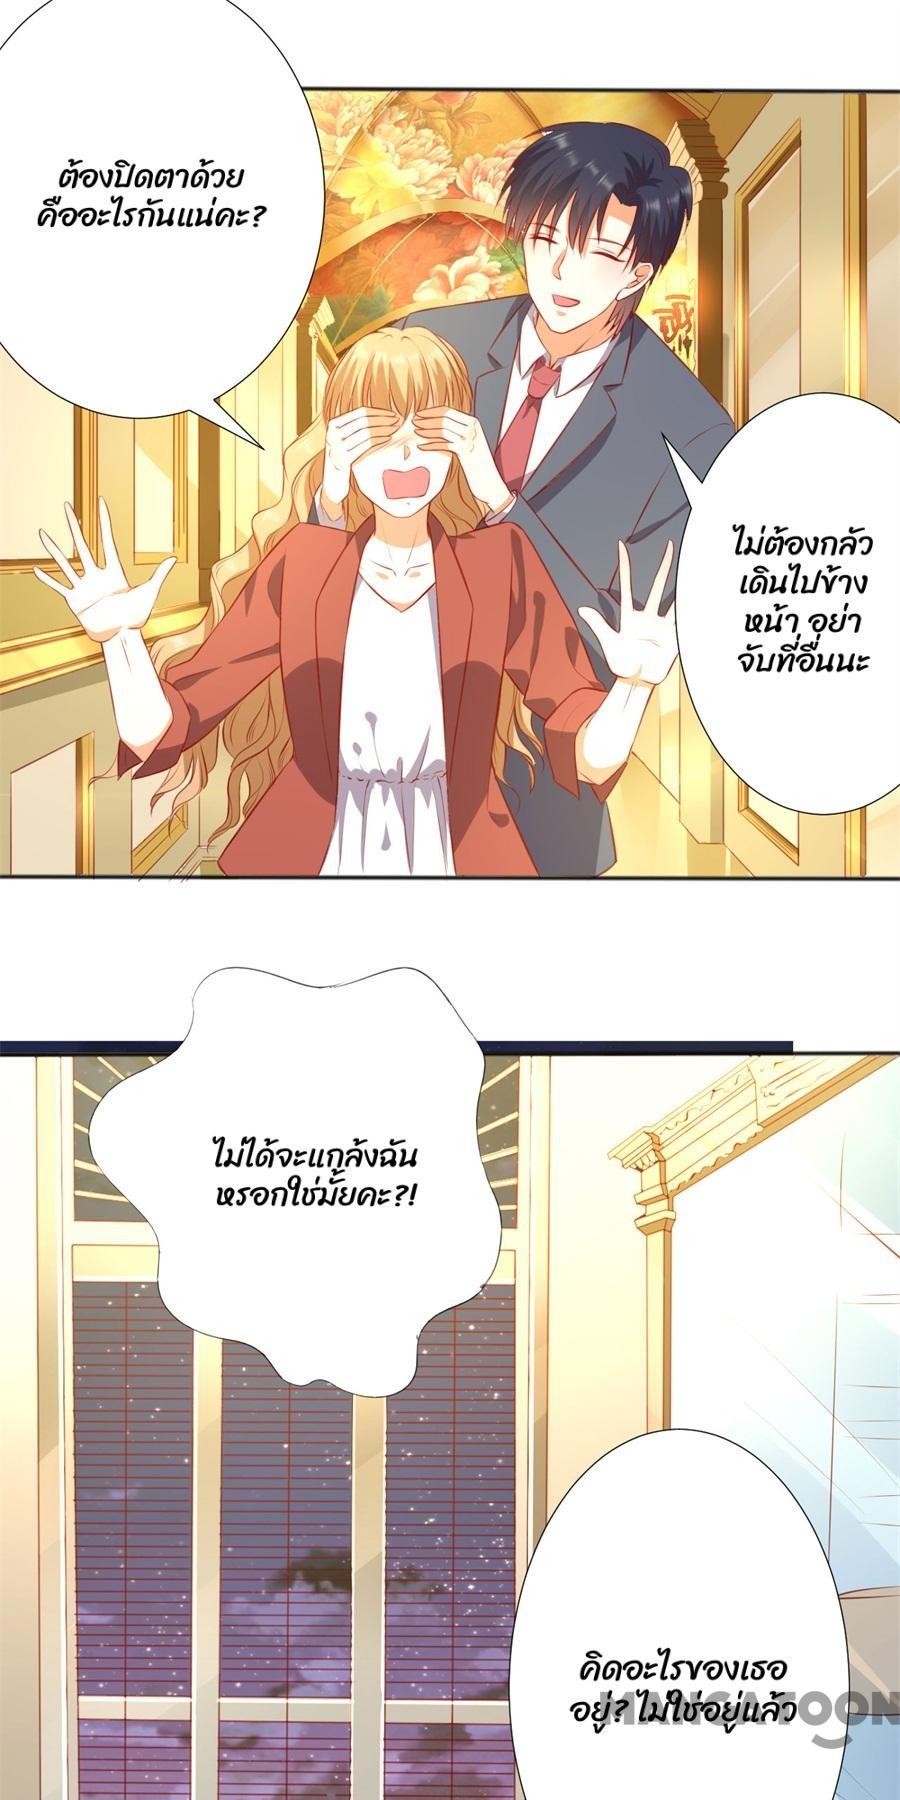 ต้องปิดตาด้วย
คืออะไรกันแน่คะ?
ไม่ต้องกลัว
เดินไปข้าง
หน้า อย่า
จับที่อื่นนะ
ไม่ได้จะแกล้งฉัน
หรอกใช่มั้ยคะ?!
คิดอะไรของเธอ
อยู่? ไม่ใช่อยู่แล้ว
MANGATOON